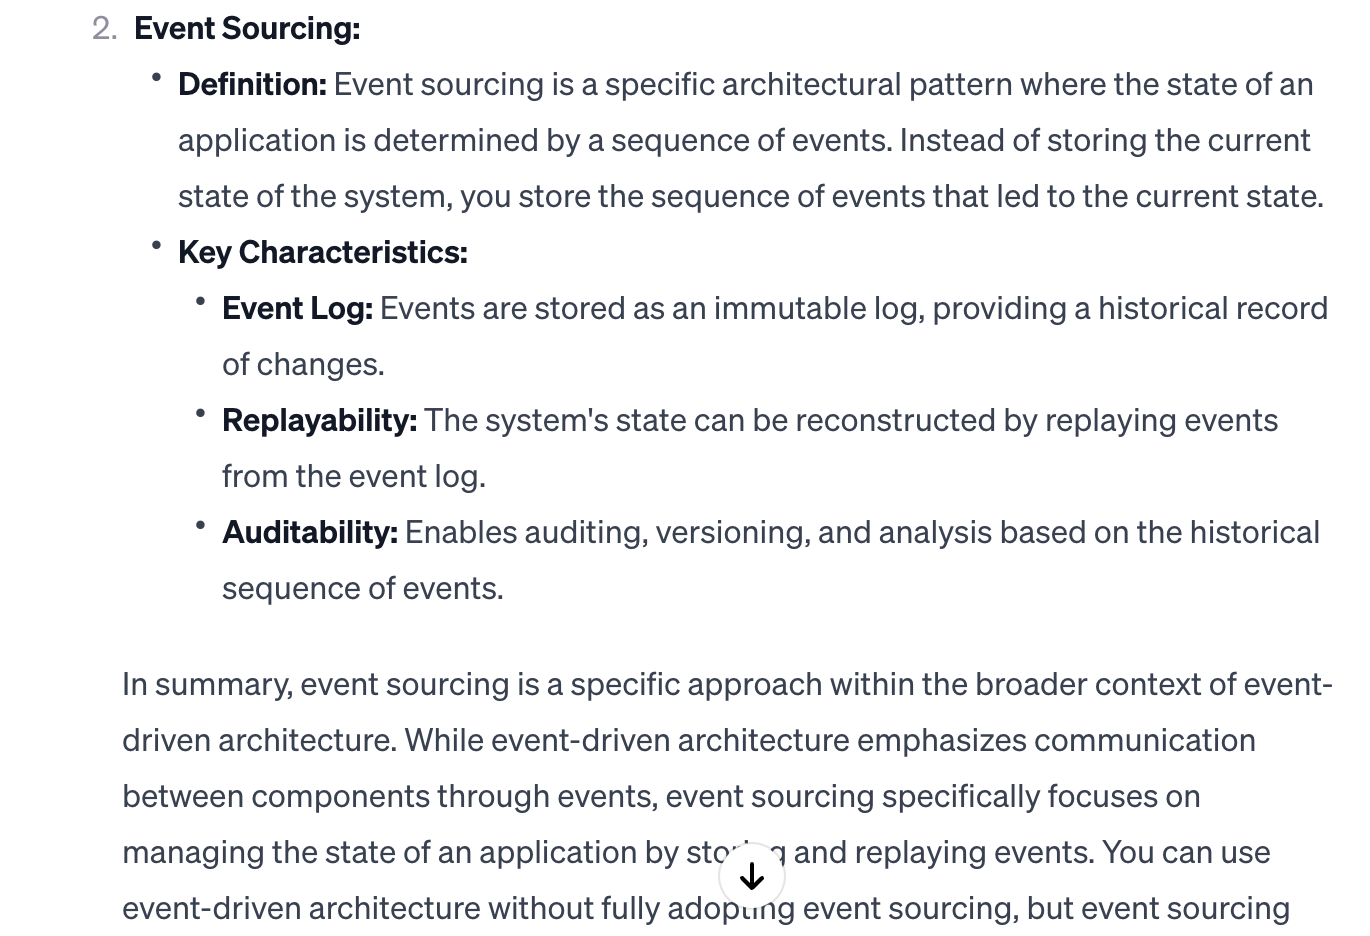 2. Event Sourcing:
• Definition: Event sourcing is a specific architectural pattern where the state of an
application is determined by a sequence of events. Instead of storing the current
state of the system, you store the sequence of events that led to the current state.
• Key Characteristics:
• Event Log: Events are stored as an immutable log, providing a historical record
of changes.
• Replayability: The system's state can be reconstructed by replaying events
from the event log.
• Auditability: Enables auditing, versioning, and analysis based on the historical
sequence of events.
In summary, event sourcing is a specific approach within the broader context of event-
driven architecture. While event-driven architecture emphasizes communication
between components through events, event sourcing specifically focuses on
managing the state of an application by storing and replaying events. You can use
event-driven architecture without fully adopting event sourcing, but event sourcing